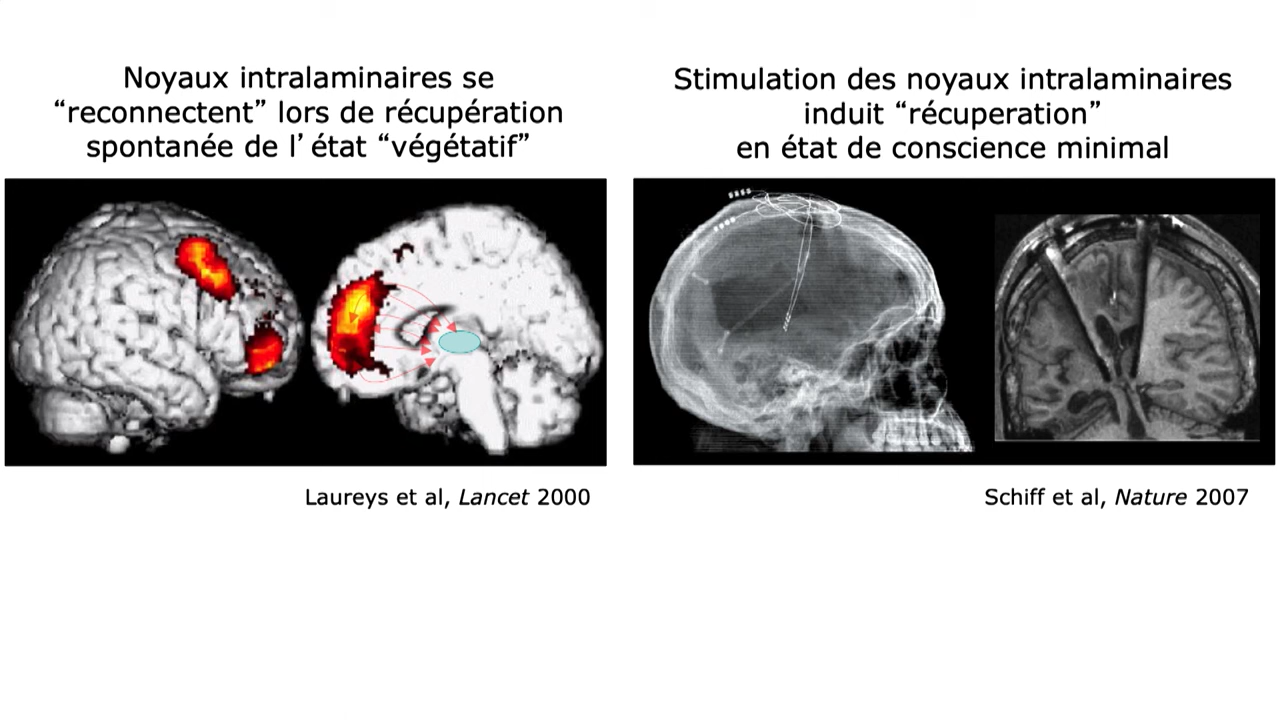 Noyaux intralaminaires se
“reconnectent” lors de récupération
spontanée de l’ état “végétatif”
Laureys et al, Lancet 2000
Stimulation des noyaux intralaminaires
induit “récuperation”
en état de conscience minimal
Schiff et al, Nature 2007